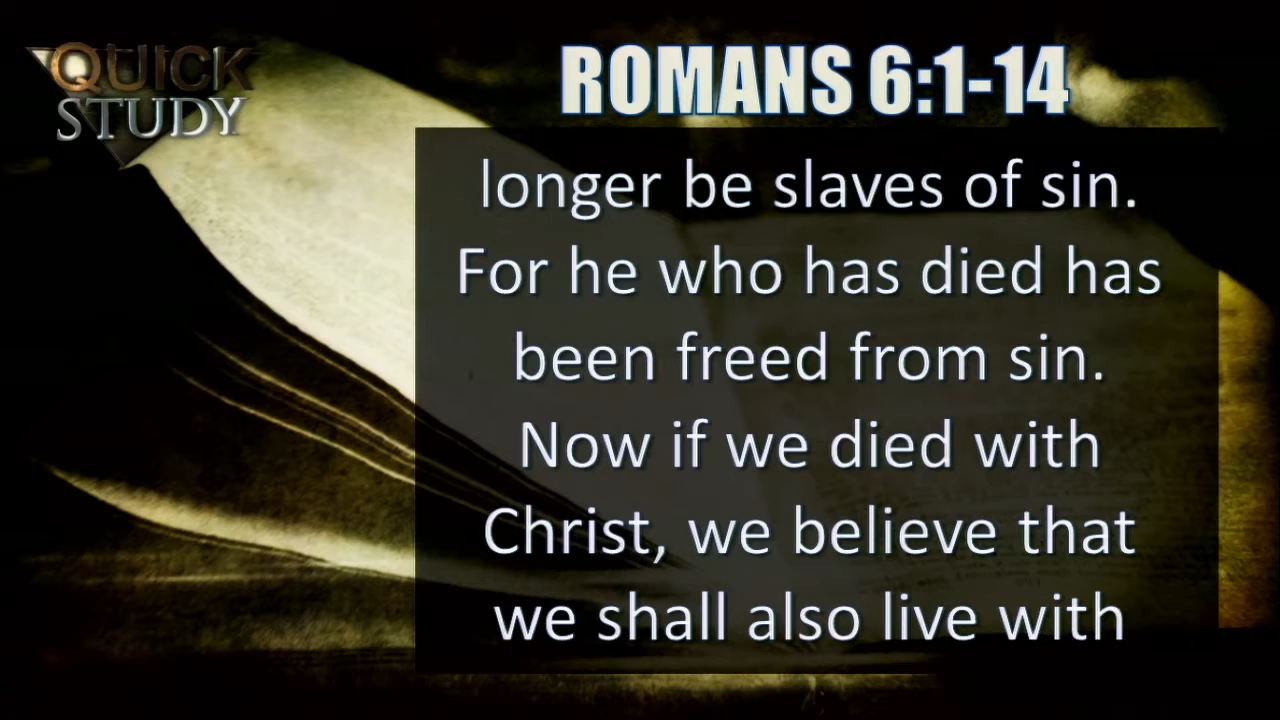 QUICK
STUDY
ROMANS 6:1-14
longer be slaves of sin.
For he who has died has
been freed from sin.
Now if we died with
Christ, we believe that
we shall also live with